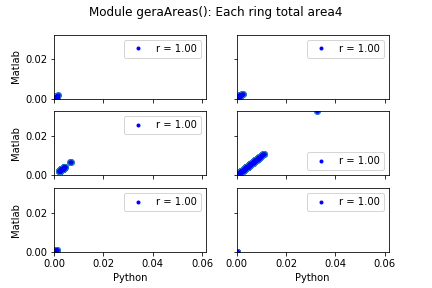 Module geraAreas(): Each ring total area4
Matlab
0.02
0.00
r = 1.00
r = 1.00
Matlab
0.02
0.00
r = 1.00
r = 1.00
Matlab
0.02
0.00
r = 1.00
r = 1.00
0.00 0.02 0.04 0.06
0.00 0.02 0.04 0.06
Python
Python